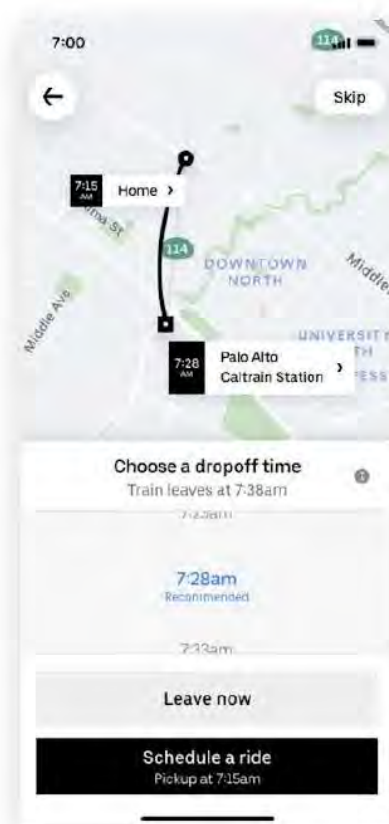 7:00
114
Skip
7:15
AM
Home
114
DOWNTOWN
NORTH
Middle Ave
7:28
AM
Palo Alto
Caltrain Station
Choose a dropoff time
Train leaves at 7:38am
7:28am
Recommended
7:33am
Leave now
Schedule a ride
Pickup at 7:15am